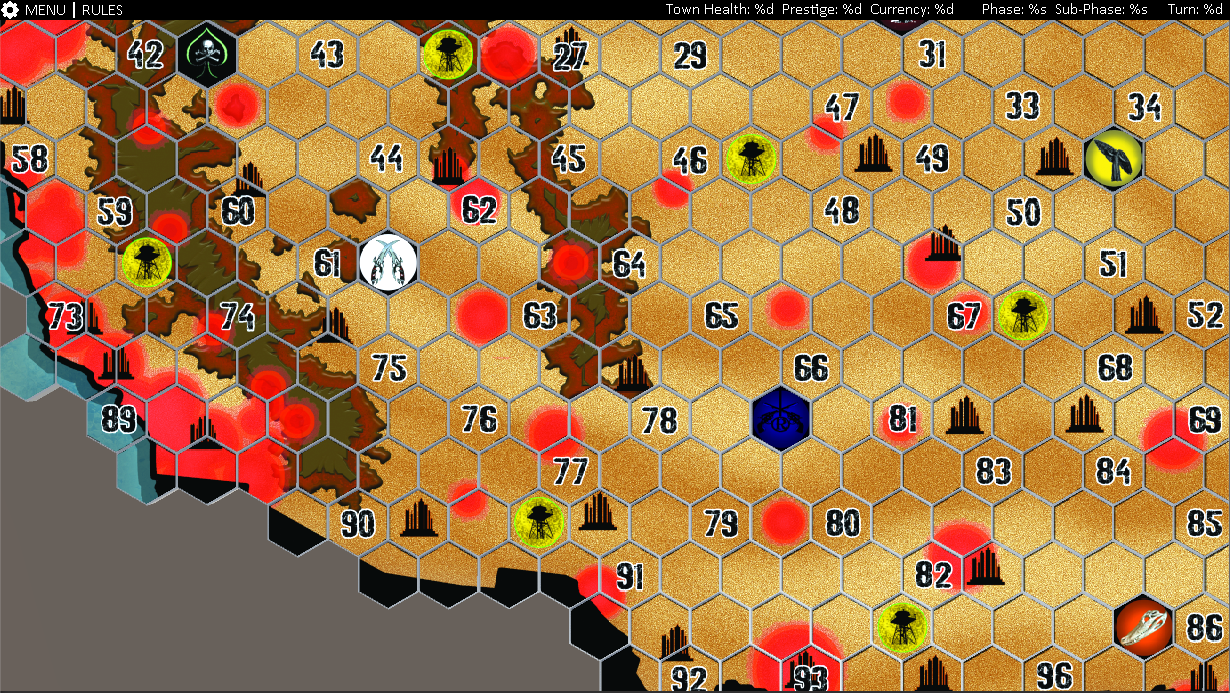 MENU | RULES Town Health: %d Prestige: %d Currency: %d Phase: %s Sub-Phase: %s Turn: %d
42 43 27 29 31
47 33 34
58 44 45 46 49
59 60 62 48 50
61 64 51
73 74 63 65 67 52
75 66 68
89 76 78 81 69
77 83 84
90 79 80 85
91 82
86
92 93 96